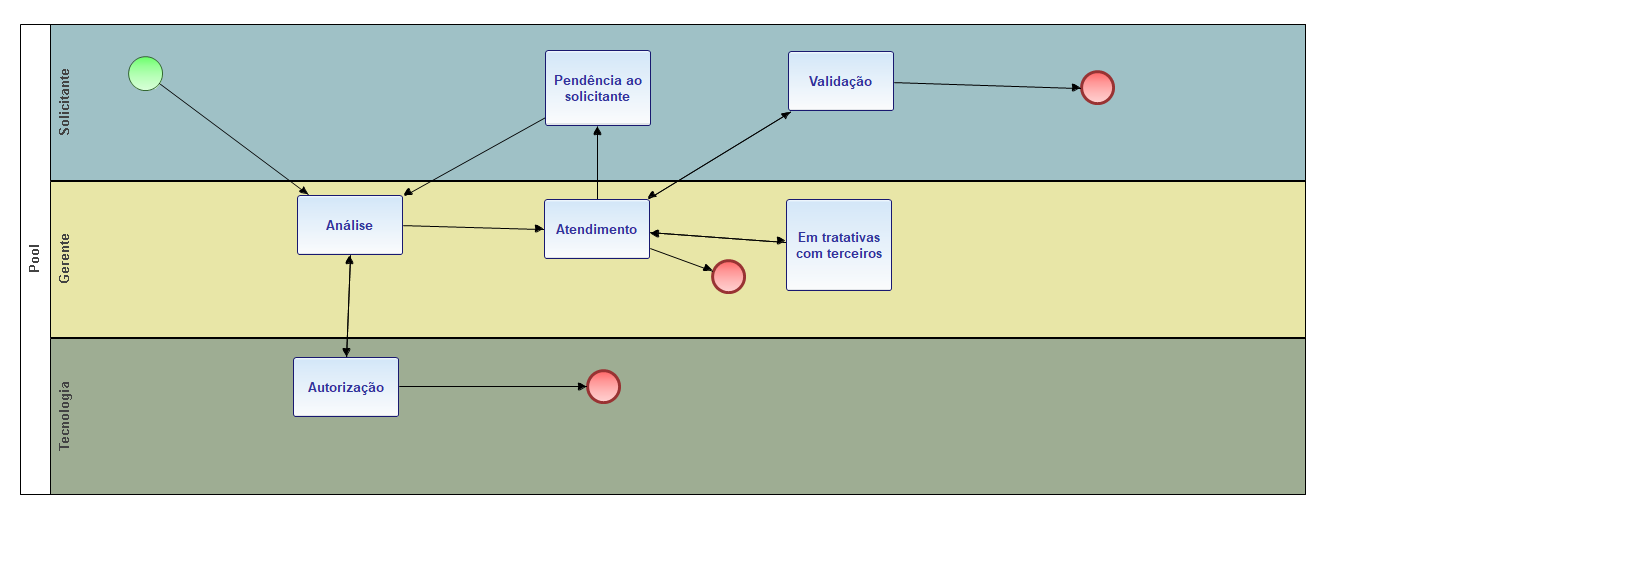 Pool
Solicitante
Pendência ao
solicitante
Validação
Gerente
Análise
Atendimento
Em tratativas
com terceiros
Tecnologia
Autorização